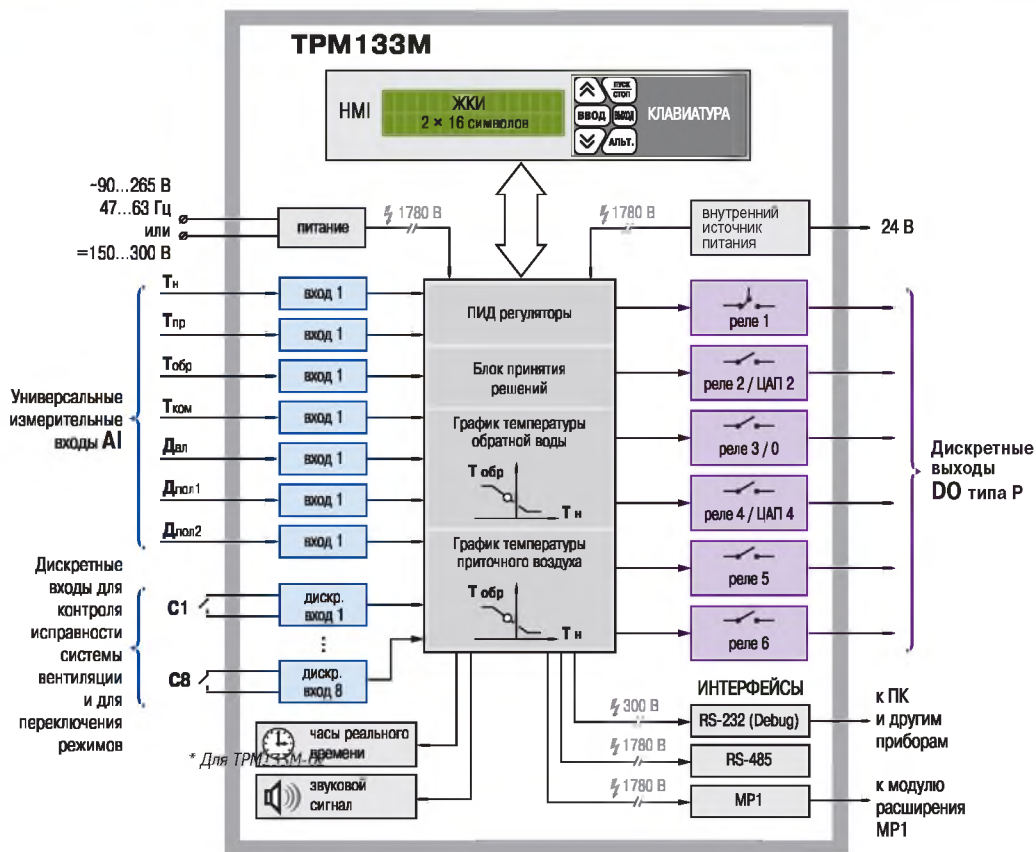 ТРМ133М
HMI
ЖКИ
2 × 16 символов
ПУСК
СТОП
ВВОД
ВЫХОД
АЛЬТ.
КЛАВИАТУРА
~90...265 В
47...63 Гц
или
=150...300 В
питание
1780 В
1780 В
внутренний
источник
питания
24 В
Универсальные
измерительные
входы AI
Тн
Тпр
Тобр
Тком
Двл
Дпол1
Дпол2
вход 1
вход 1
вход 1
вход 1
вход 1
вход 1
вход 1
ПИД регуляторы
Блок принятия
решений
График температуры
обратной воды
Т обр
Т н
График температуры
приточного воздуха
Т обр
Т н
реле 1
реле 2 / ЦАП 2
реле 3 / 0
реле 4 / ЦАП 4
реле 5
реле 6
Дискретные
выходы
DO типа Р
Дискретные
входы для
контроля
исправности
системы
вентиляции
и для
переключения
режимов
С1
С8
дискр.
вход 1
⋮
дискр.
вход 8
часы реального
времени
звуковой
сигнал
ИНТЕРФЕЙСЫ
300 В
RS-232 (Debug)
1780 В
RS-485
1780 В
МР1
к ПК
и другим
приборам
к модулю
расширения
МР1